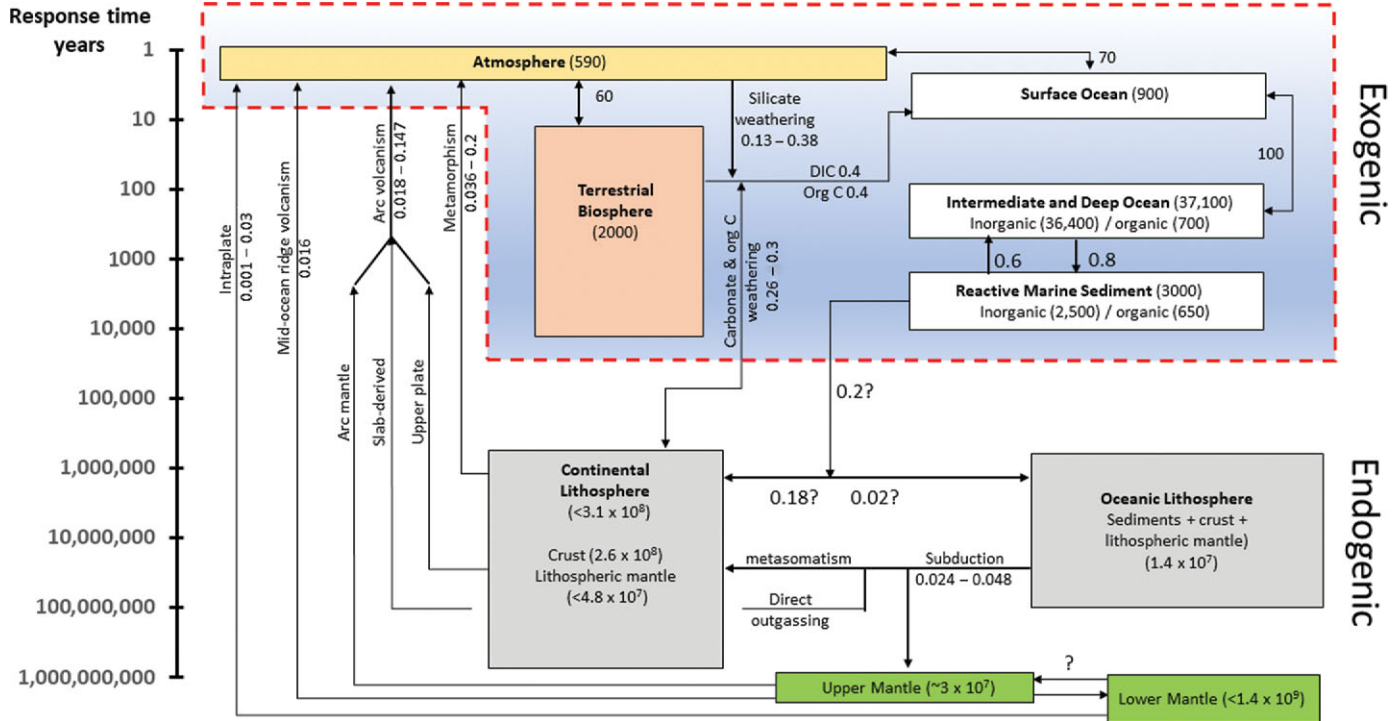 Response time
years
1
10
100
1000
10,000
100,000
1,000,000
10,000,000
100,000,000
1,000,000,000
Exogenic
Endogenic
Atmosphere (590)
70
Surface Ocean (900)
60
Silicate
weathering
0.13 – 0.38
100
Terrestrial
Biosphere
(2000)
DIC 0.4
Org C 0.4
Intermediate and Deep Ocean (37,100)
Inorganic (36,400) / organic (700)
0.6
0.8
Reactive Marine Sediment (3000)
Inorganic (2,500) / organic (650)
Carbonate & org C
weathering
0.26 – 0.3
Intraplate
0.001 – 0.03
Mid-ocean ridge volcanism
0.016
Arc volcanism
0.018 – 0.147
Metamorphism
0.036 – 0.2
Arc mantle
Slab-derived
Upper plate
0.2?
Continental
Lithosphere
(<3.1 x 10⁸)
Crust (2.6 x 10⁸)
Lithospheric mantle
(<4.8 x 10⁷)
0.18?
0.02?
Oceanic Lithosphere
Sediments + crust +
lithospheric mantle)
(1.4 x 10⁷)
metasomatism
Subduction
0.024 – 0.048
Direct
outgassing
?
Upper Mantle (~3 x 10⁷)
Lower Mantle (<1.4 x 10⁹)